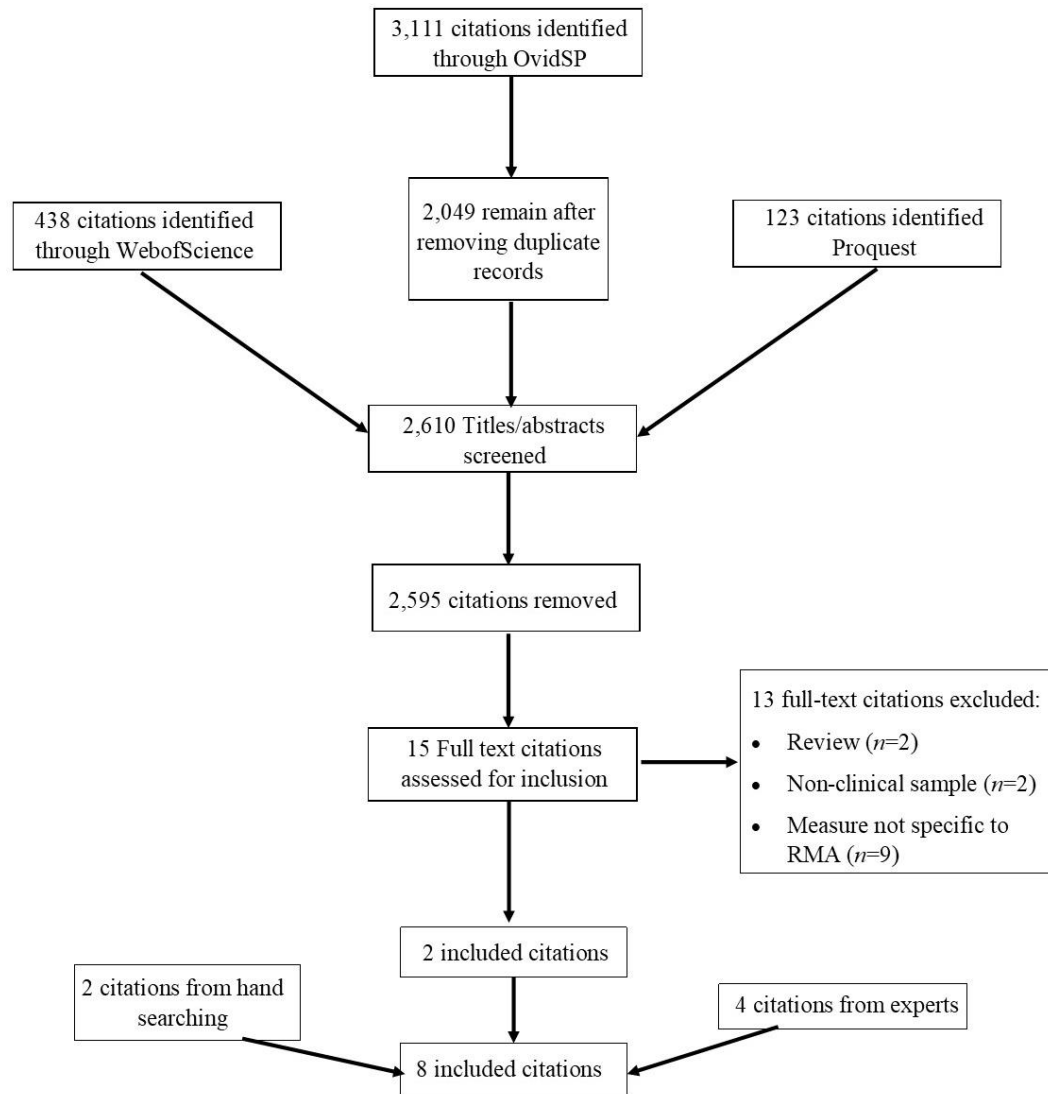 3,111 citations identified
through OvidSP
438 citations identified
through WebofScience
2,049 remain after
removing duplicate
records
123 citations identified
Proquest
2,610 Titles/abstracts
screened
2,595 citations removed
15 Full text citations
assessed for inclusion
13 full-text citations excluded:
• Review (n=2)
• Non-clinical sample (n=2)
• Measure not specific to
RMA (n=9)
2 included citations
2 citations from hand
searching
4 citations from experts
8 included citations